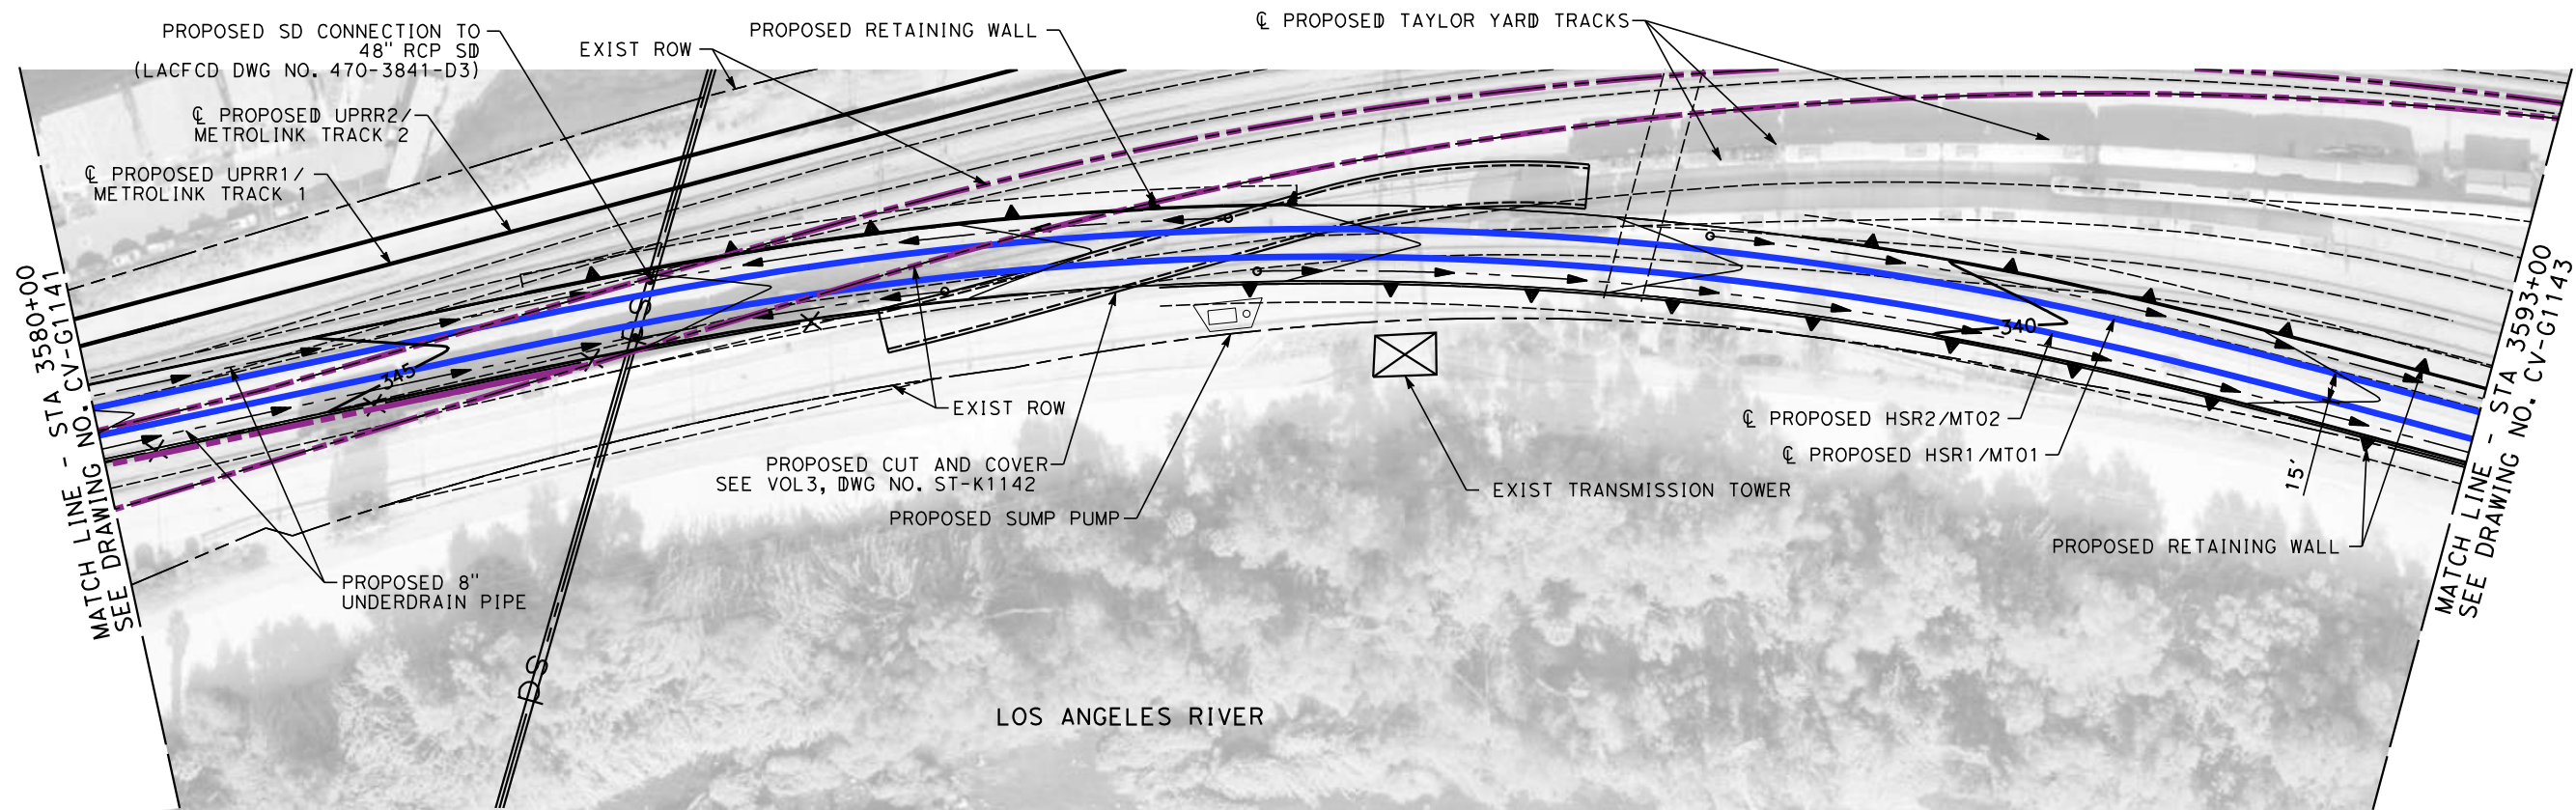 PROPOSED SD CONNECTION TO
48" RCP SD
(LACFCD DWG NO. 470-3841-D3)
EXIST ROW
PROPOSED RETAINING WALL
℄ PROPOSED TAYLOR YARD TRACKS
℄ PROPOSED UPRR2/
METROLINK TRACK 2
℄ PROPOSED UPRR1/
METROLINK TRACK 1
MATCH LINE - STA 3580+00
SEE DRAWING NO. CV-G1141
345
340
SD
EXIST ROW
℄ PROPOSED HSR2/MT02
℄ PROPOSED HSR1/MT01
15'
PROPOSED CUT AND COVER
SEE VOL3, DWG NO. ST-K1142
EXIST TRANSMISSION TOWER
PROPOSED SUMP PUMP
PROPOSED RETAINING WALL
PROPOSED 8"
UNDERDRAIN PIPE
SD
LOS ANGELES RIVER
MATCH LINE - STA 3593+00
SEE DRAWING NO. CV-G1143